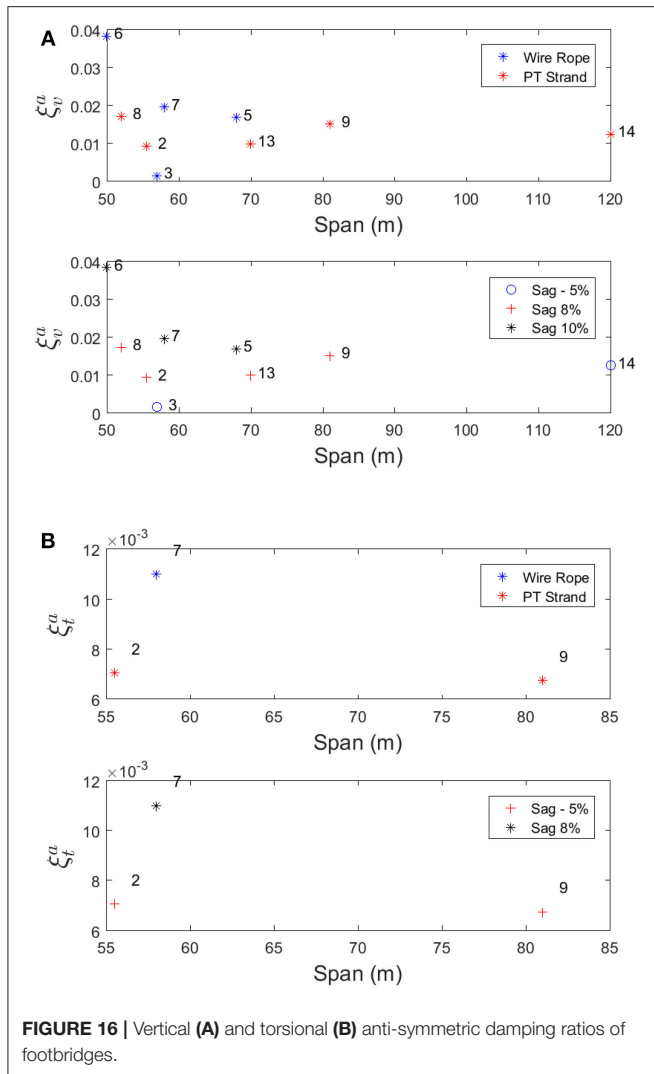 A
0.04
0.03
0.02
0.01
0
ξᵥᵃ
6
8
7
2
3
5
13
9
14
Wire Rope
PT Strand
50 60 70 80 90 100 110 120
Span (m)
0.04
0.03
0.02
0.01
0
ξᵥᵃ
6
8
7
2
3
5
13
9
14
Sag - 5%
Sag 8%
Sag 10%
50 60 70 80 90 100 110 120
Span (m)
B
×10⁻³
12
10
8
6
ξₜᵃ
7
2
9
Wire Rope
PT Strand
55 60 65 70 75 80 85
Span (m)
×10⁻³
12
10
8
6
ξₜᵃ
7
2
9
Sag - 5%
Sag 8%
55 60 65 70 75 80 85
Span (m)
FIGURE 16 | Vertical (A) and torsional (B) anti-symmetric damping ratios of
footbridges.